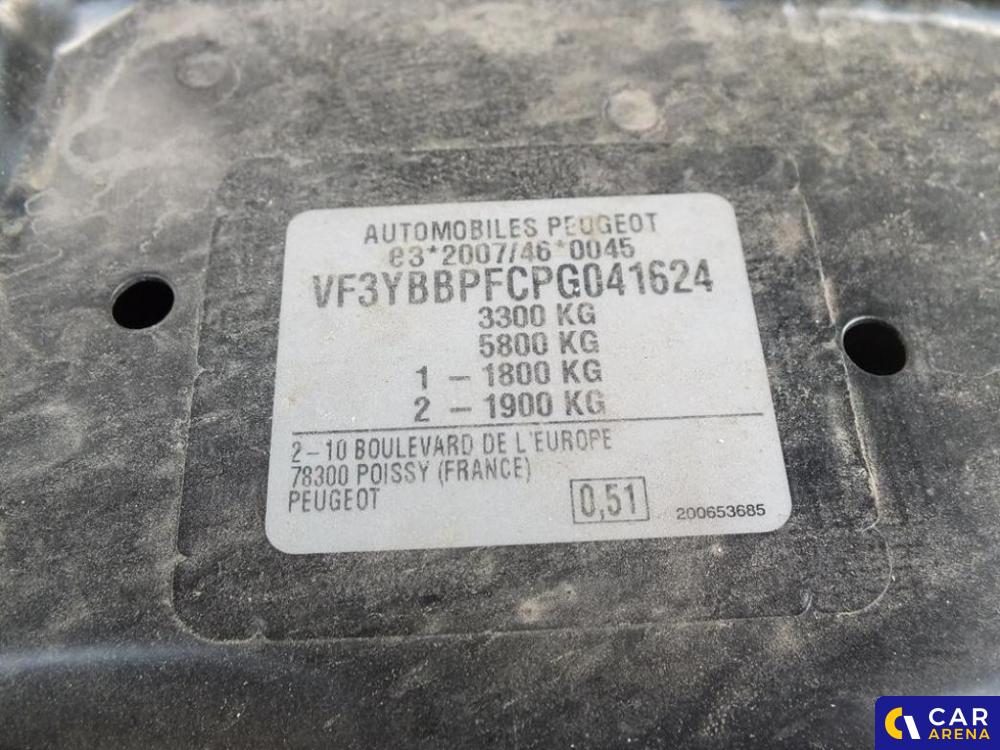 AUTOMOBILES PEUGEOT
e3*2007/46*0045
VF3YBBPFCPG041624
3300 KG
5800 KG
1 - 1800 KG
2 - 1900 KG
2-10 BOULEVARD DE L'EUROPE
78300 POISSY (FRANCE)
PEUGEOT
0,51
200653685
CAR
ARENA